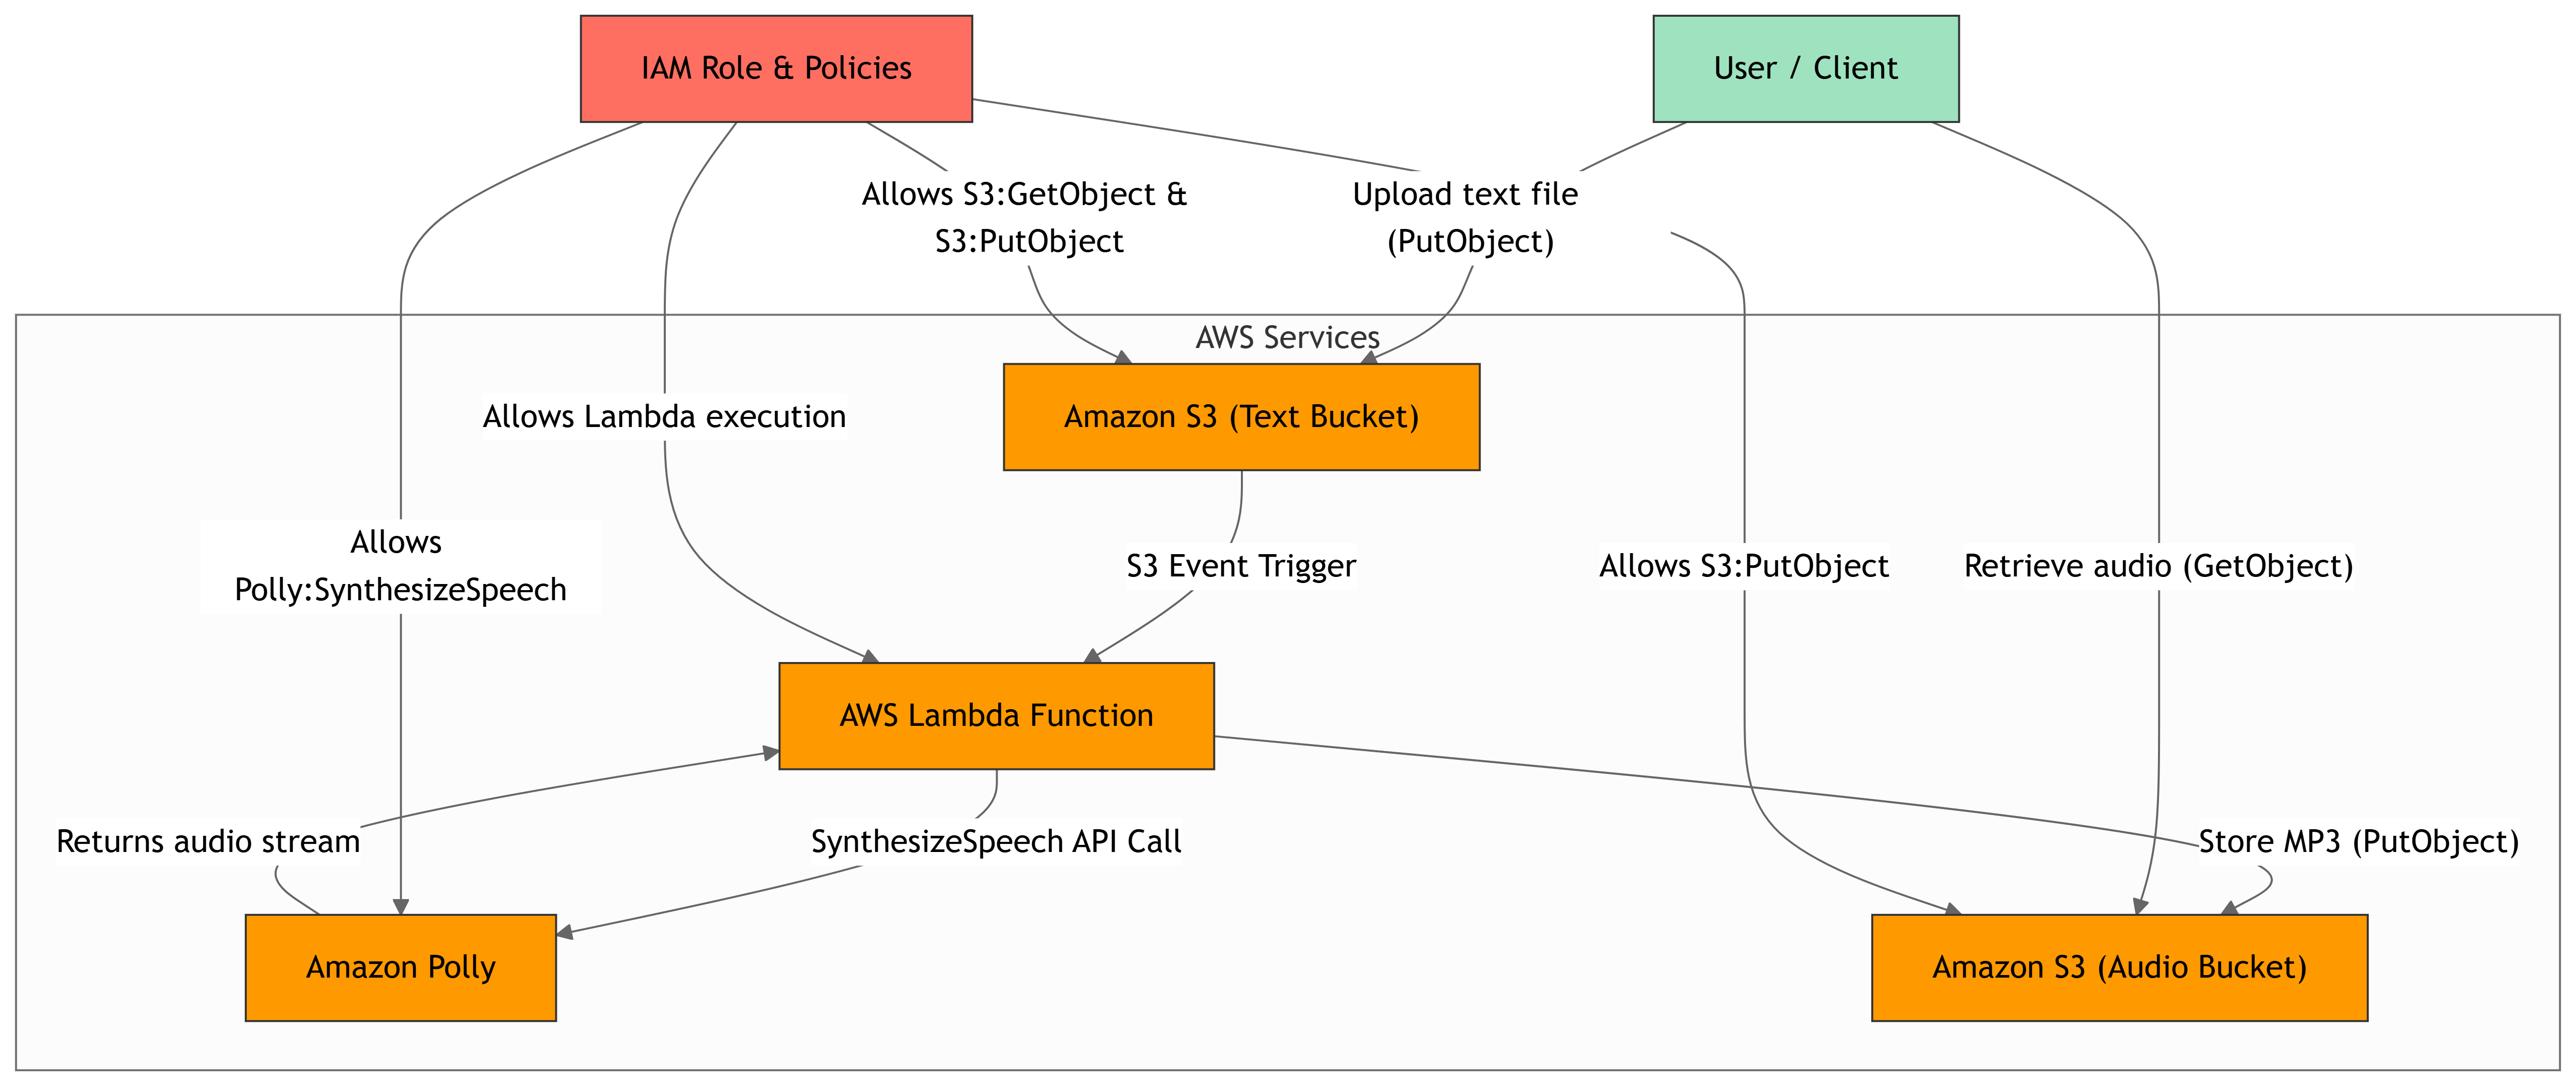 IAM Role & Policies
User / Client
Allows S3:GetObject &
S3:PutObject
Upload text file
(PutObject)
AWS Services
Allows Lambda execution
Amazon S3 (Text Bucket)
Allows
Polly:SynthesizeSpeech
S3 Event Trigger
Allows S3:PutObject
Retrieve audio (GetObject)
AWS Lambda Function
Returns audio stream
SynthesizeSpeech API Call
Store MP3 (PutObject)
Amazon Polly
Amazon S3 (Audio Bucket)